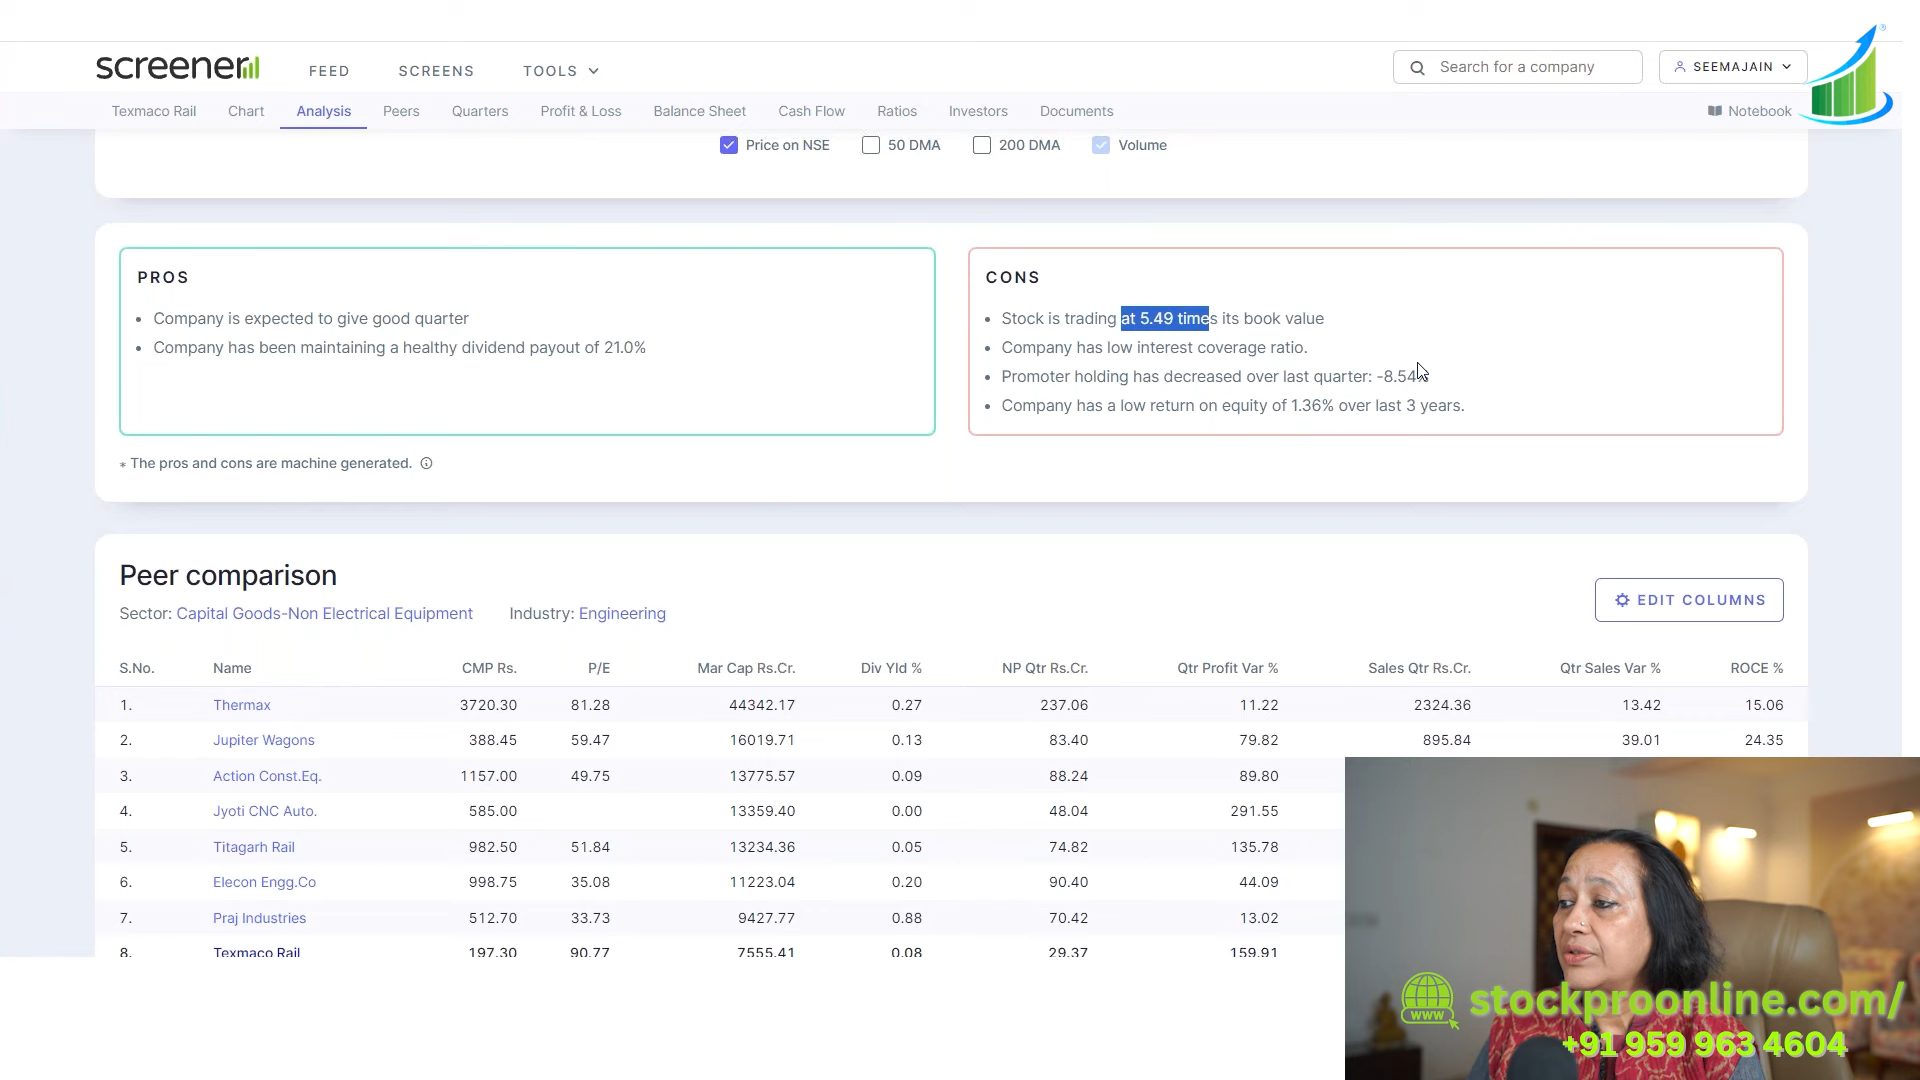 screener
FEED
SCREENS
TOOLS
Search for a company
SEEMAJAIN
Texmaco Rail
Chart
Analysis
Peers
Quarters
Profit & Loss
Balance Sheet
Cash Flow
Ratios
Investors
Documents
Notebook
Price on NSE
50 DMA
200 DMA
Volume
PROS
Company is expected to give good quarter
Company has been maintaining a healthy dividend payout of 21.0%
CONS
Stock is trading at 5.49 times its book value
Company has low interest coverage ratio.
Promoter holding has decreased over last quarter: -8.54%
Company has a low return on equity of 1.36% over last 3 years.
* The pros and cons are machine generated.
Peer comparison
Sector: Capital Goods-Non Electrical Equipment Industry: Engineering
EDIT COLUMNS
S.No. Name CMP Rs. P/E Mar Cap Rs.Cr. Div Yld % NP Qtr Rs.Cr. Qtr Profit Var % Sales Qtr Rs.Cr. Qtr Sales Var % ROCE %
1. Thermax 3720.30 81.28 44342.17 0.27 237.06 11.22 2324.36 13.42 15.06
2. Jupiter Wagons 388.45 59.47 16019.71 0.13 83.40 79.82 895.84 39.01 24.35
3. Action Const.Eq. 1157.00 49.75 13775.57 0.09 88.24 89.80
4. Jyoti CNC Auto. 585.00 13359.40 0.00 48.04 291.55
5. Titagarh Rail 982.50 51.84 13234.36 0.05 74.82 135.78
6. Elecon Engg.Co 998.75 35.08 11223.04 0.20 90.40 44.09
7. Praj Industries 512.70 33.73 9427.77 0.88 70.42 13.02
8. Texmaco Rail 197.30 90.77 7555.41 0.08 29.37 159.91
www
stockproonline.com/
+91 959 963 4604